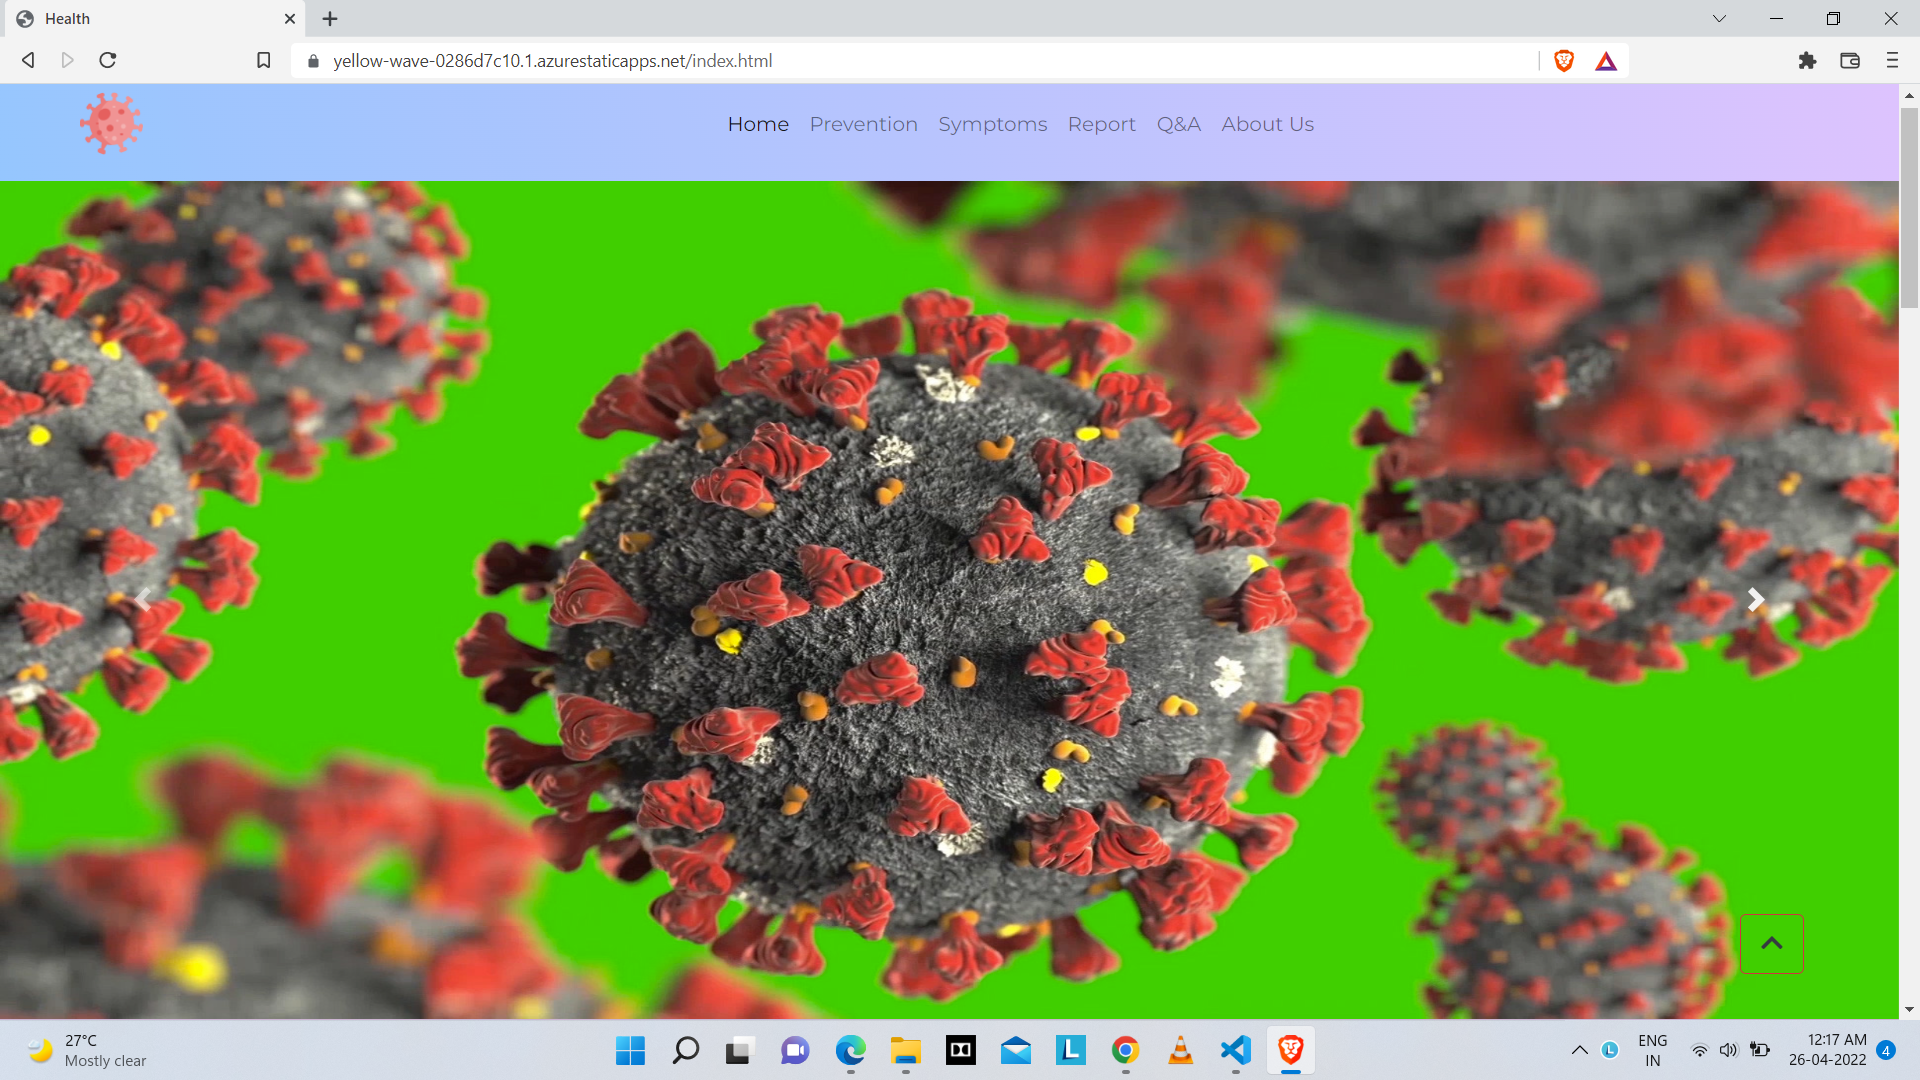 Health
yellow-wave-0286d7c10.1.azurestaticapps.net/index.html
Home Prevention Symptoms Report Q&A About Us
27°C
Mostly clear
L
L
ENG
IN
12:17 AM
26-04-2022
4